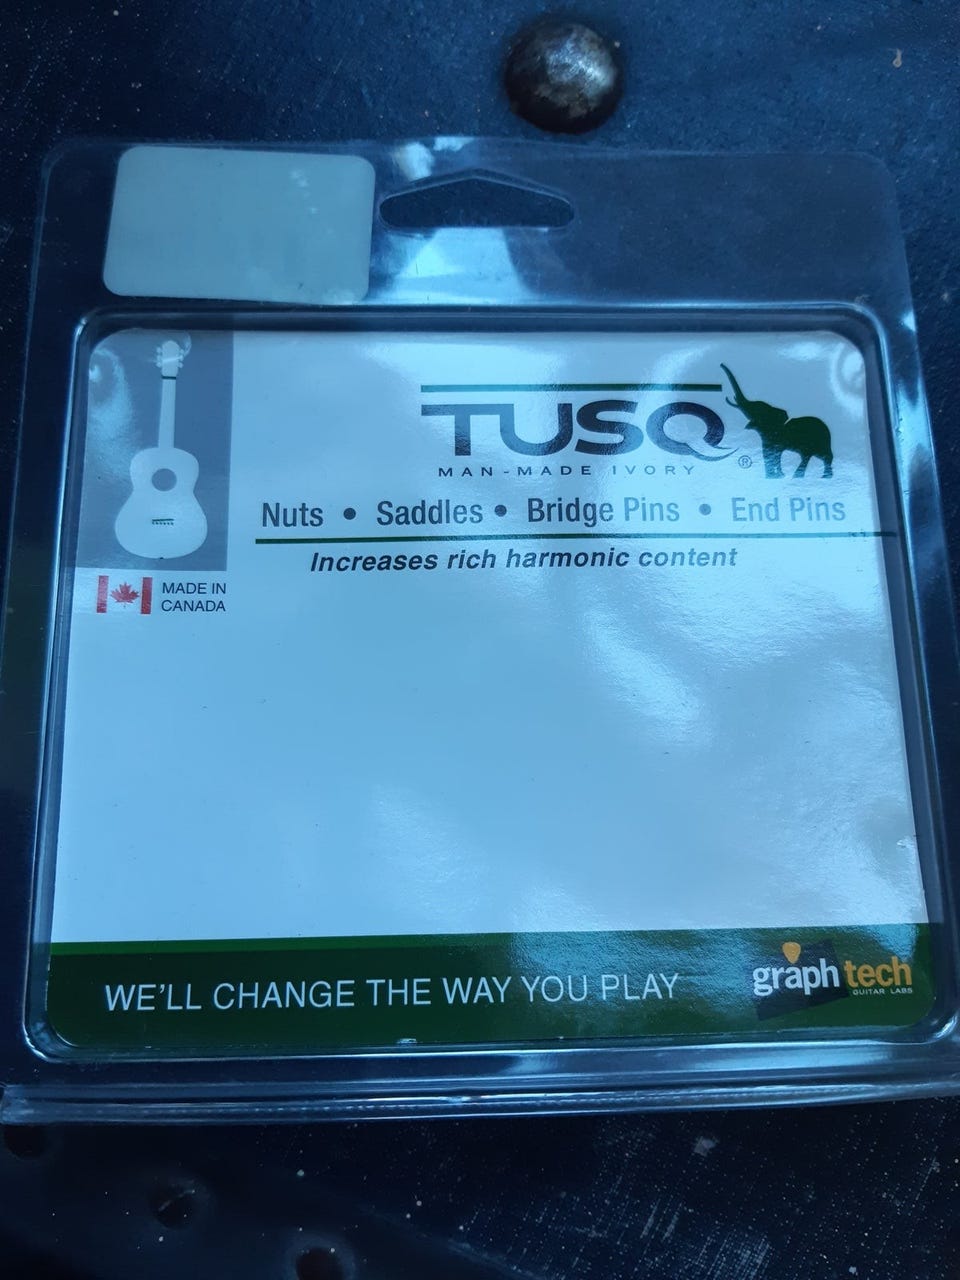 TUSQ
®
MAN-MADE IVORY
Nuts • Saddles • Bridge Pins • End Pins
Increases rich harmonic content
MADE IN
CANADA
WE'LL CHANGE THE WAY YOU PLAY
graph tech
GUITAR LABS